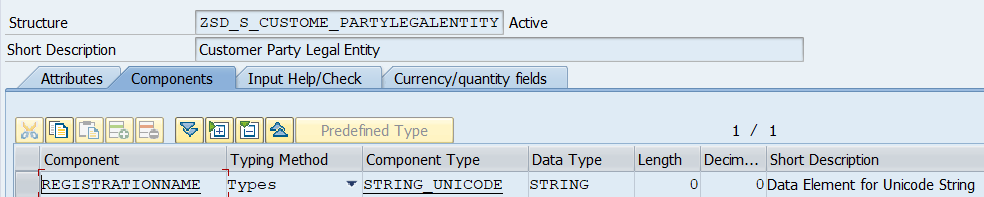 Structure ZSD_S_CUSTOME_PARTYLEGALENTITY Active
Short Description Customer Party Legal Entity
Attributes Components Input Help/Check Currency/quantity fields
Predefined Type 1 / 1
Component Typing Method Component Type Data Type Length Decim... Short Description
REGISTRATIONNAME Types STRING_UNICODE STRING 0 0 Data Element for Unicode String